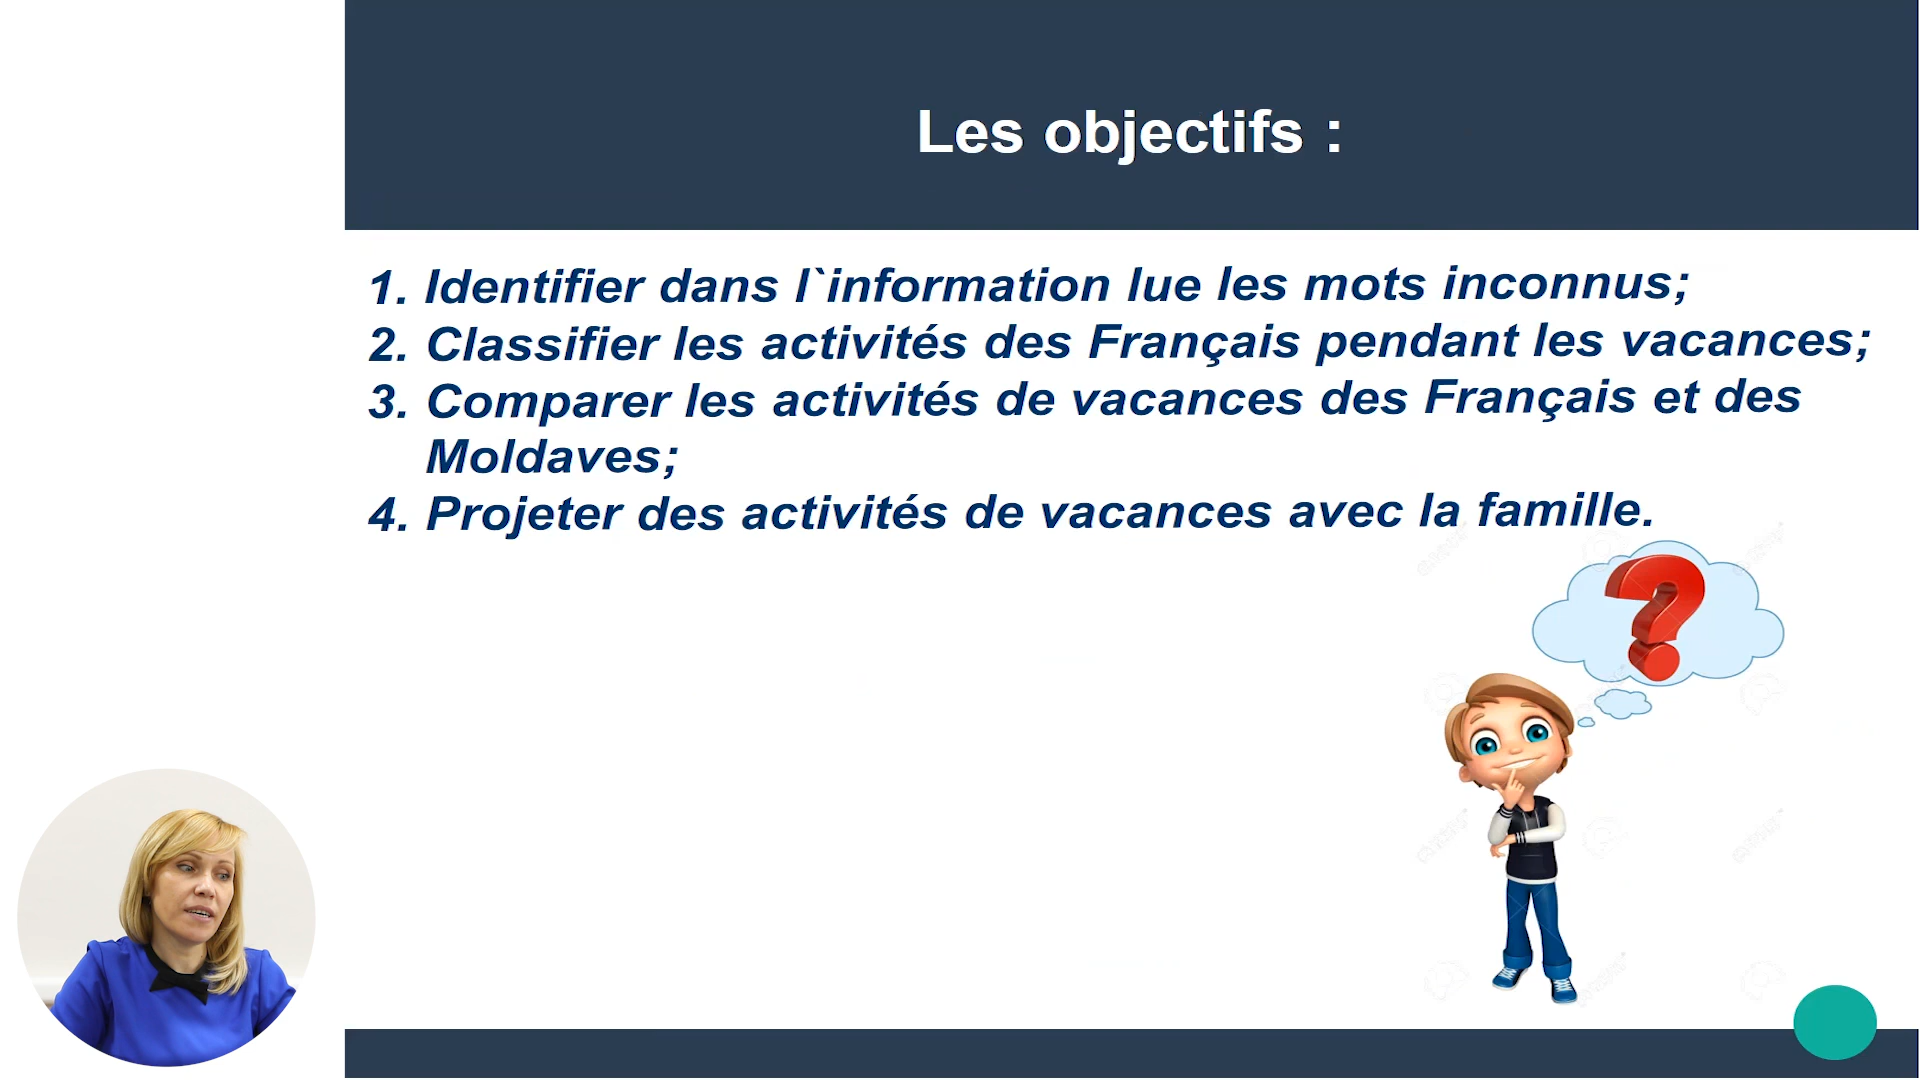 Les objectifs :
1. Identifier dans l`information lue les mots inconnus;
2. Classifier les activités des Français pendant les vacances;
3. Comparer les activités de vacances des Français et des
Moldaves;
4. Projeter des activités de vacances avec la famille.